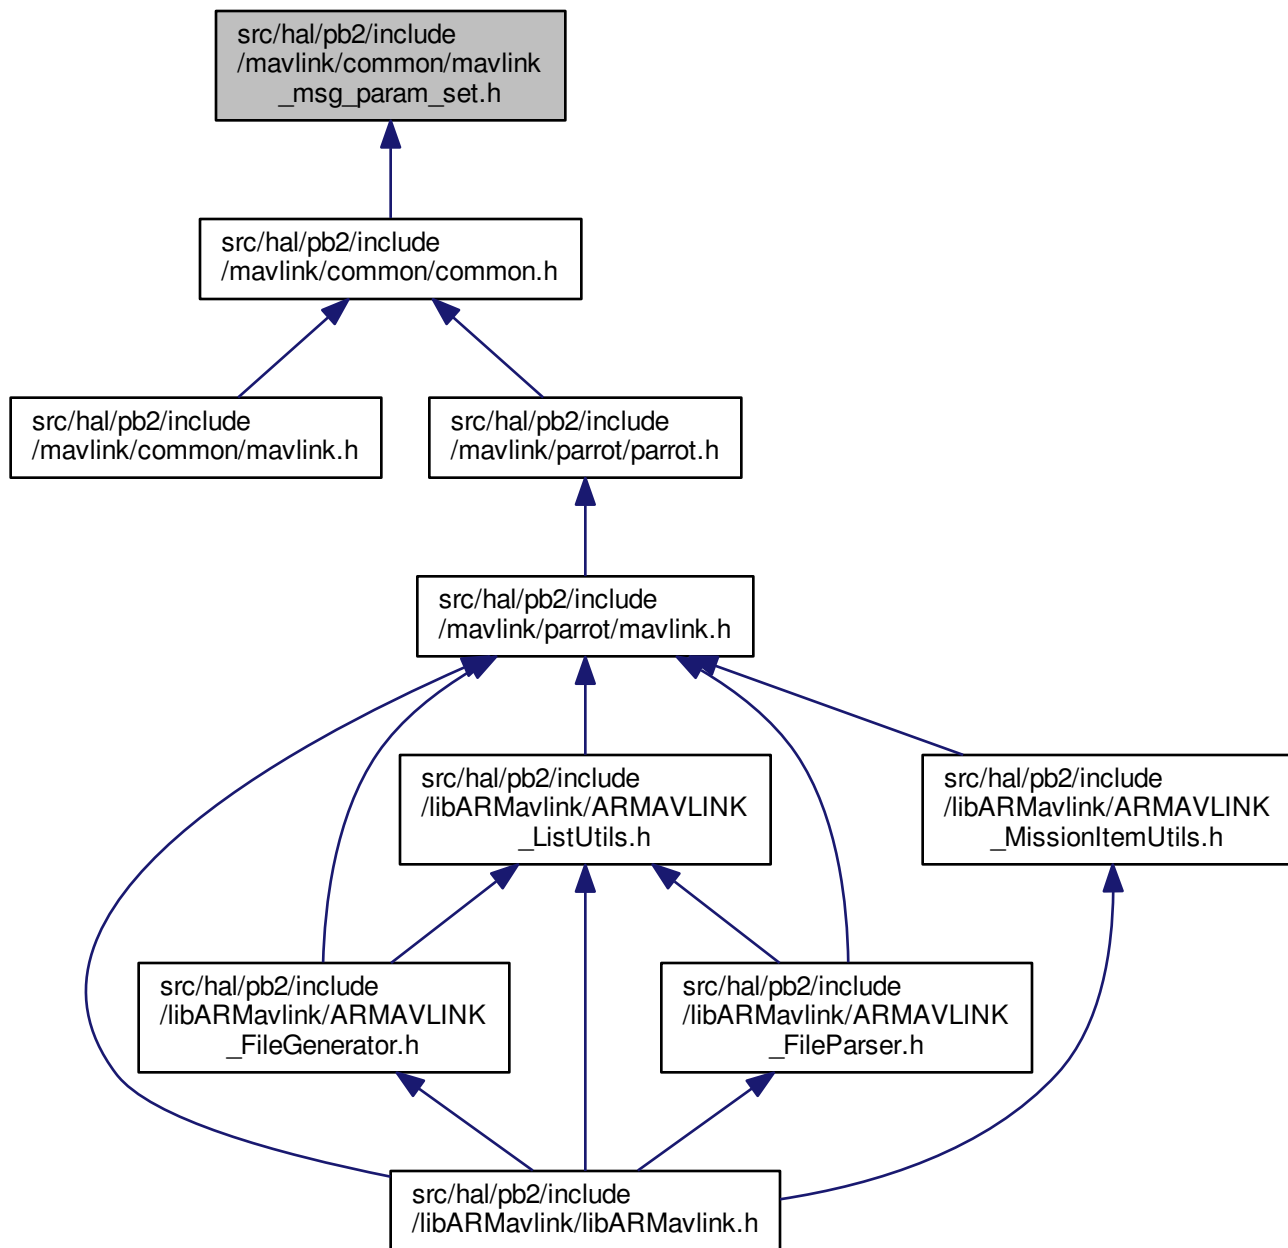 src/hal/pb2/include
/mavlink/common/mavlink
_msg_param_set.h
src/hal/pb2/include
/mavlink/common/common.h
src/hal/pb2/include
/mavlink/common/mavlink.h
src/hal/pb2/include
/mavlink/parrot/parrot.h
src/hal/pb2/include
/mavlink/parrot/mavlink.h
src/hal/pb2/include
/libARMavlink/ARMAVLINK
_ListUtils.h
src/hal/pb2/include
/libARMavlink/ARMAVLINK
_MissionItemUtils.h
src/hal/pb2/include
/libARMavlink/ARMAVLINK
_FileGenerator.h
src/hal/pb2/include
/libARMavlink/ARMAVLINK
_FileParser.h
src/hal/pb2/include
/libARMavlink/libARMavlink.h